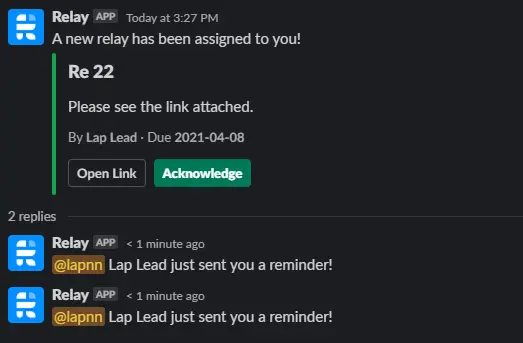 Relay APP Today at 3:27 PM
A new relay has been assigned to you!
Re 22
Please see the link attached.
By Lap Lead · Due 2021-04-08
Open Link Acknowledge
2 replies
Relay APP < 1 minute ago
@lapnn Lap Lead just sent you a reminder!
Relay APP < 1 minute ago
@lapnn Lap Lead just sent you a reminder!